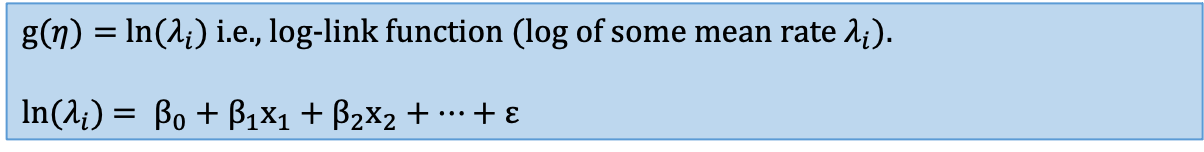 g(η) = ln(λᵢ) i.e., log-link function (log of some mean rate λᵢ).
ln(λᵢ) = β₀ + β₁x₁ + β₂x₂ + ⋯ + ε